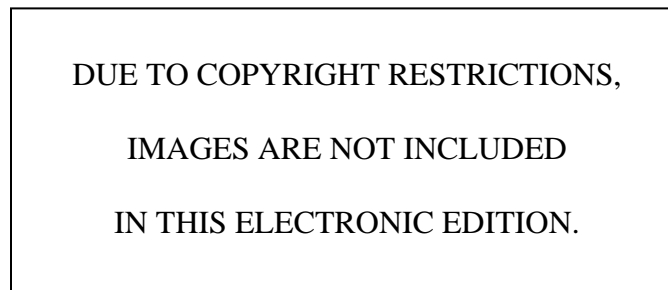 DUE TO COPYRIGHT RESTRICTIONS,
IMAGES ARE NOT INCLUDED
IN THIS ELECTRONIC EDITION.